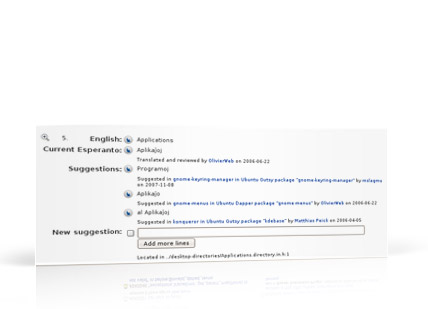 5. English: Applications
Current Esperanto: Aplikaĵoj
Translated and reviewed by OlivierWeb on 2006-06-22
Suggestions: Programoj
Suggested in gnome-keyring-manager in Ubuntu Gutsy package "gnome-keyring-manager" by
on 2007-11-08
Aplikaĵo
Suggested in gnome-menus in Ubuntu Dapper package "gnome-menus" by OlivierWeb on 2006-06-22
al Aplikaĵoj
Suggested in konqueror in Ubuntu Gutsy package "kdebase" by Matthias on 2006-04-05
New suggestion:
Add more lines
Located in ../desktop-directories/Applications.directory.in.h:1